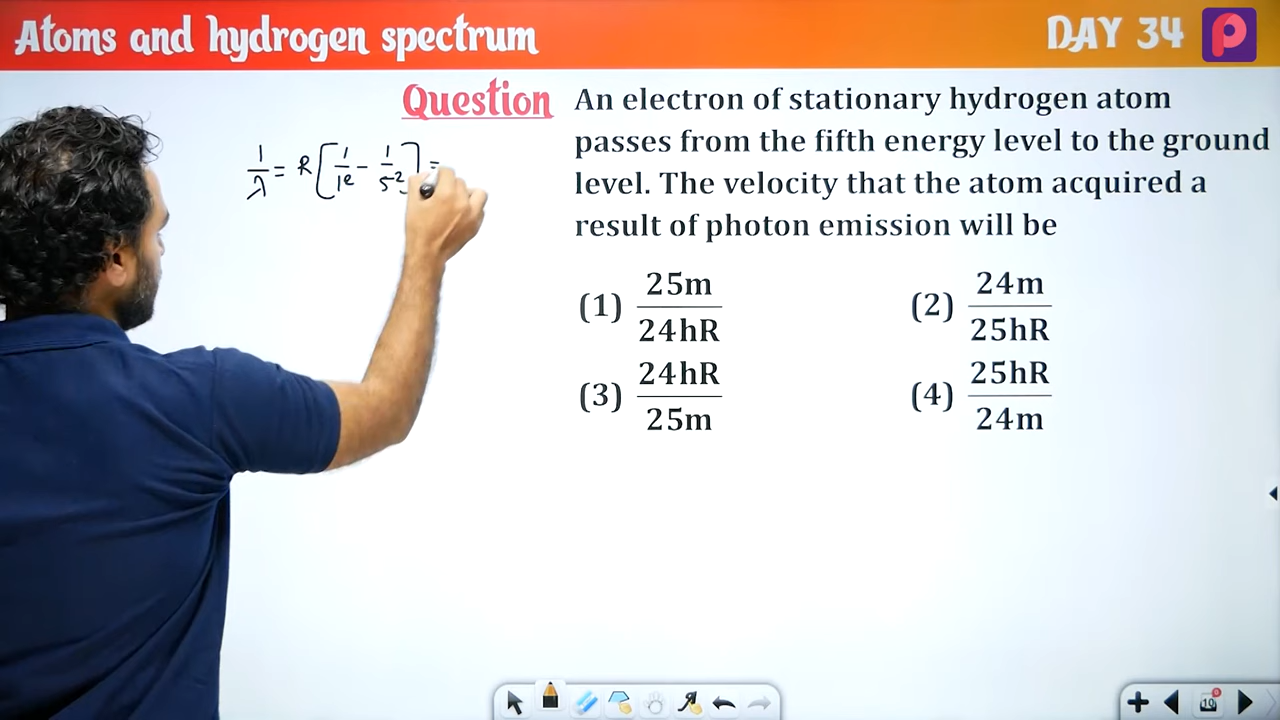 Atoms and hydrogen spectrum
DAY 34
Question
An electron of stationary hydrogen atom
passes from the fifth energy level to the ground
level. The velocity that the atom acquired a
result of photon emission will be
1/λ = R[1/1² - 1/5²] =
(1) 25m/24hR
(2) 24m/25hR
(3) 24hR/25m
(4) 25hR/24m
10